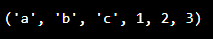 ('a', 'b', 'c', 1, 2, 3)